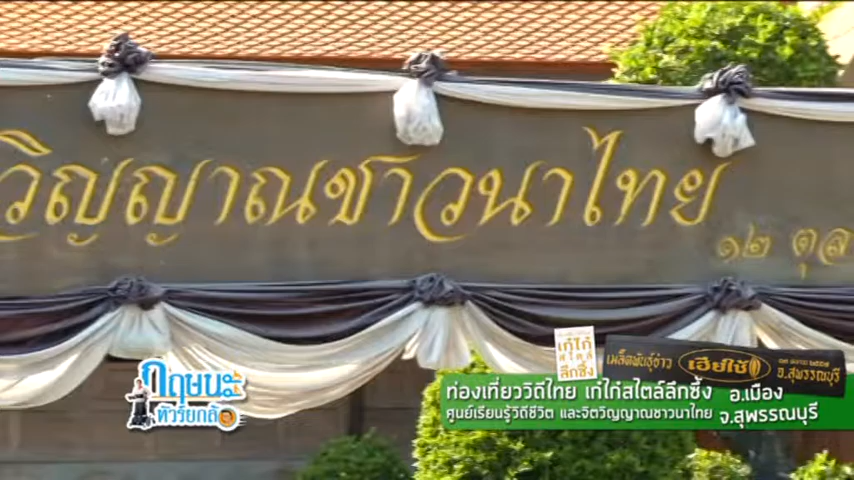 วิญญาณชาวนาไทย
๑๒ ตุล
กฤษนะ
ทัวร์ยกล้อ
เก๋ไก๋
สไตล์
ลึกซึ้ง
เมล็ดพันธุ์ข้าว เฮียใช้ จ.สุพรรณบุรี
ท่องเที่ยววิถีไทย เก๋ไก๋สไตล์ลึกซึ้ง อ.เมือง
ศูนย์เรียนรู้วิถีชีวิต และจิตวิญญาณชาวนาไทย จ.สุพรรณบุรี